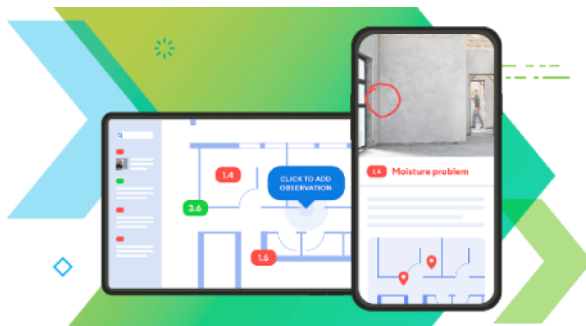 1.4
CLICK TO ADD
OBSERVATION
3.6
1.6
1.4 Moisture problem